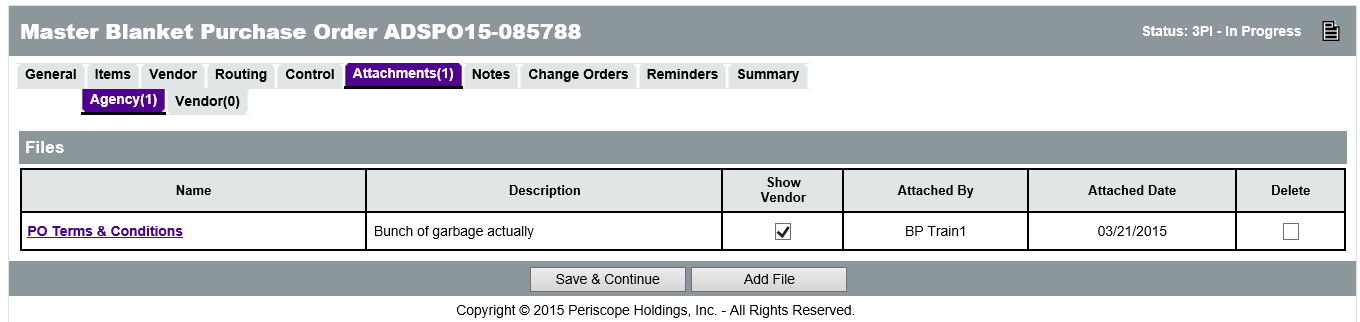 Master Blanket Purchase Order ADSPO15-085788 Status: 3PI - In Progress
General Items Vendor Routing Control Attachments(1) Notes Change Orders Reminders Summary
Agency(1) Vendor(0)
Files
Name Description Show Vendor Attached By Attached Date Delete
PO Terms & Conditions Bunch of garbage actually BP Train1 03/21/2015
Save & Continue Add File
Copyright © 2015 Periscope Holdings, Inc. - All Rights Reserved.